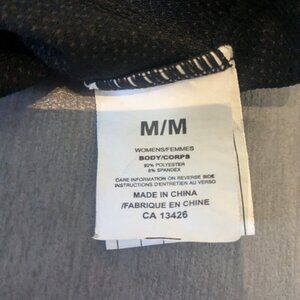 M/M
WOMENS/FEMMES
BODY/CORPS
92% POLYESTER
8% SPANDEX
CARE INFORMATION ON REVERSE SIDE
INSTRUCTIONS D'ENTRETIEN AU VERSO
MADE IN CHINA
/FABRIQUE EN CHINE
CA 13426